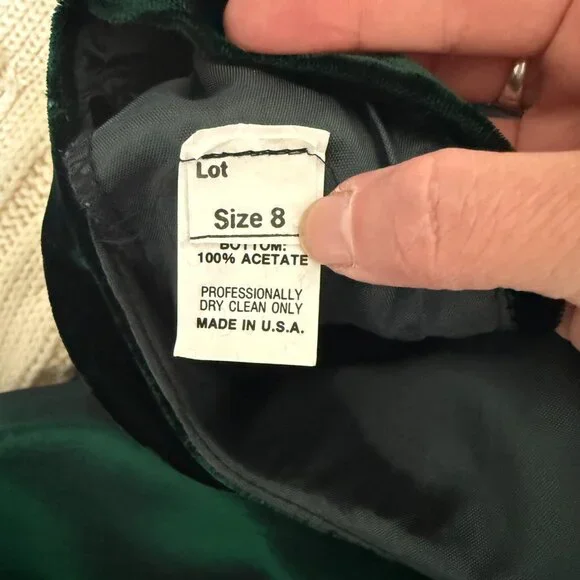 Lot
Size 8
BOTTOM:
100% ACETATE
PROFESSIONALLY
DRY CLEAN ONLY
MADE IN U.S.A.